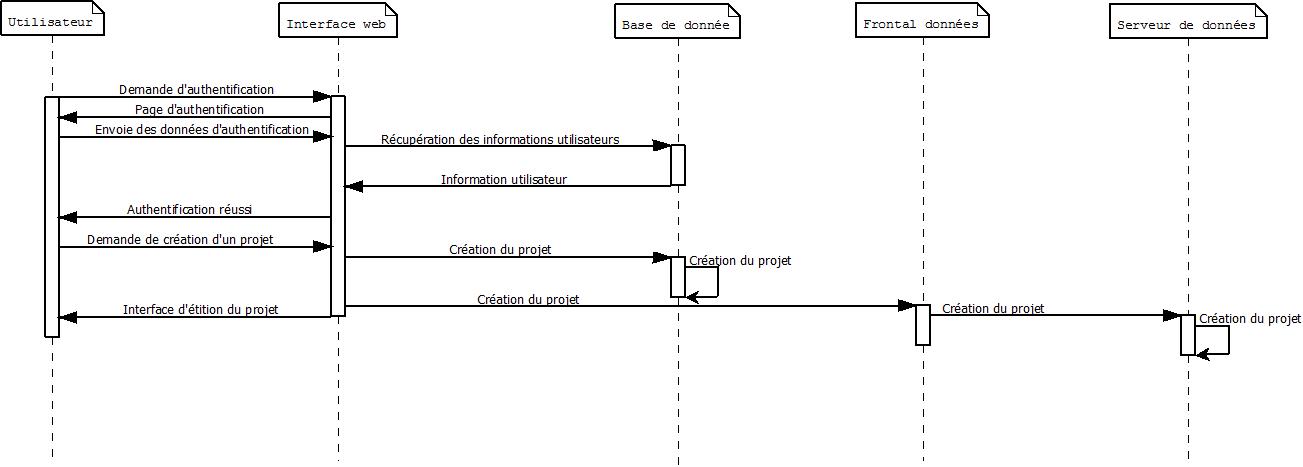 Utilisateur
Interface web
Base de donnée
Frontal données
Serveur de données
Demande d'authentification
Page d'authentification
Envoie des données d'authentification
Récupération des informations utilisateurs
Information utilisateur
Authentification réussi
Demande de création d'un projet
Création du projet
Création du projet
Création du projet
Interface d'étition du projet
Création du projet
Création du projet